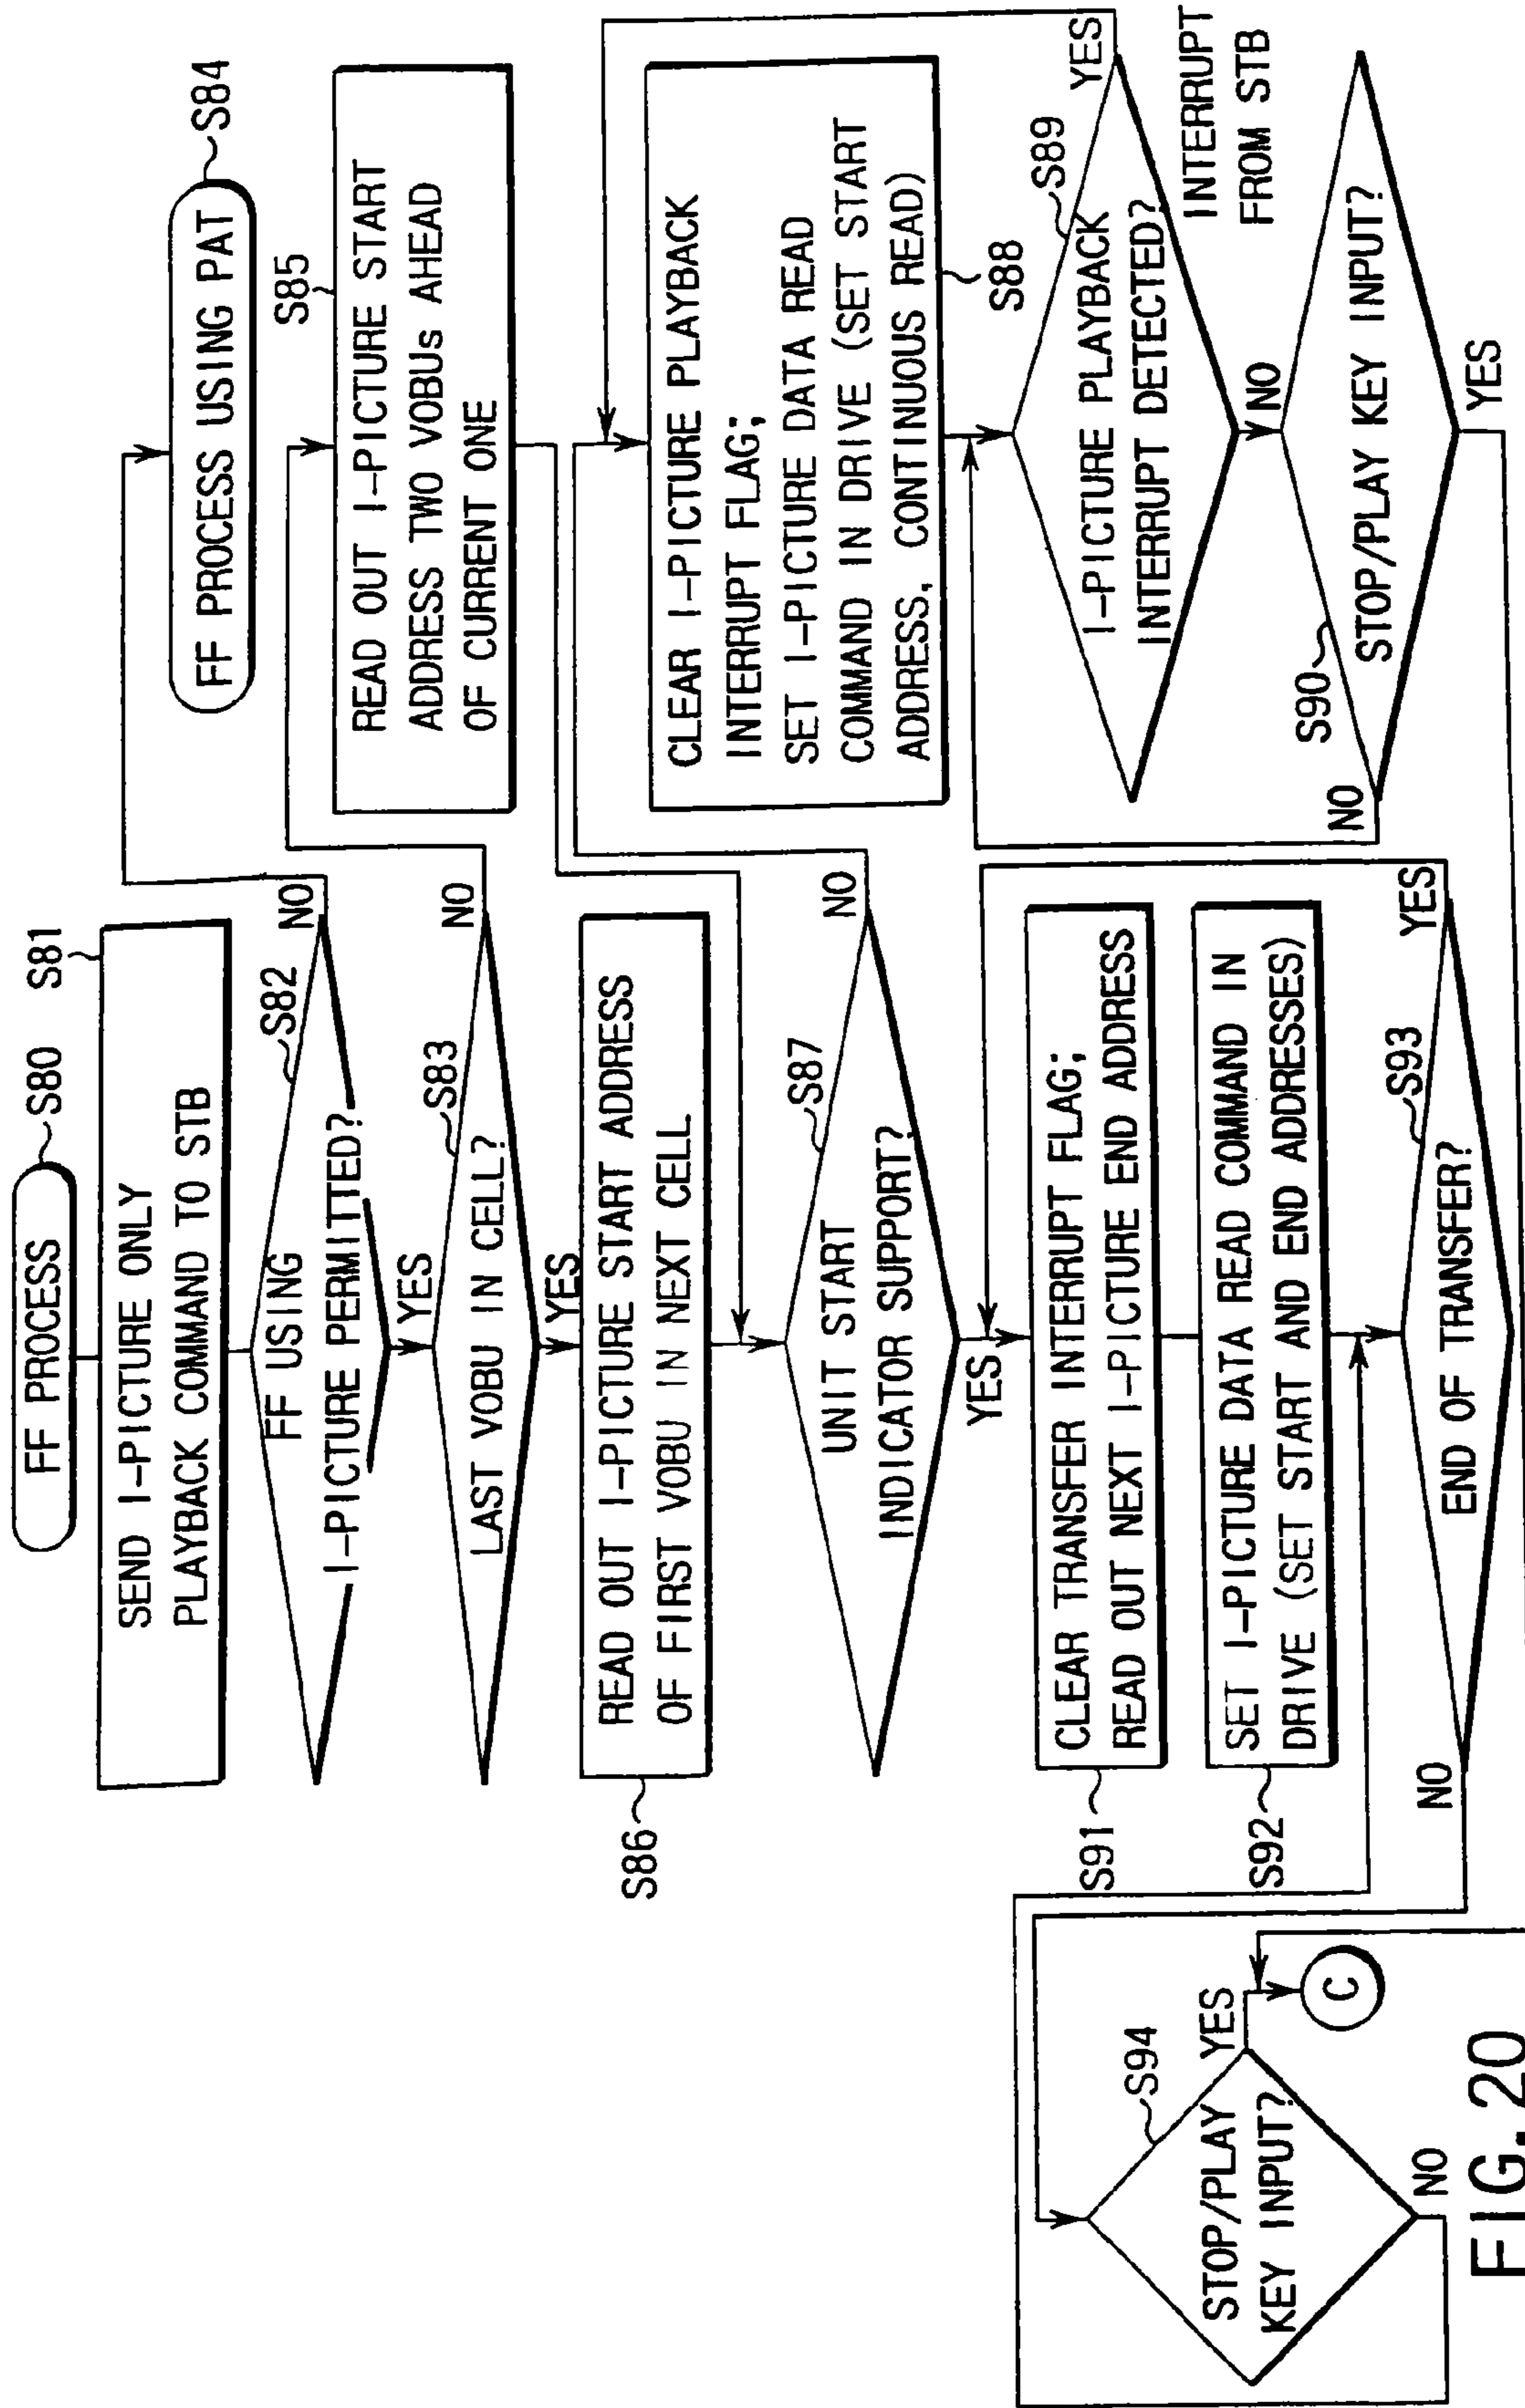 FF PROCESS
S80
S81
SEND I-PICTURE ONLY
PLAYBACK COMMAND TO STB
S82
FF USING
I-PICTURE PERMITTED?
NO
YES
FF PROCESS USING PAT
S84
S83
LAST VOBU IN CELL?
NO
YES
S85
READ OUT I-PICTURE START
ADDRESS TWO VOBUs AHEAD
OF CURRENT ONE
READ OUT I-PICTURE START ADDRESS
OF FIRST VOBU IN NEXT CELL
S86
S87
UNIT START
INDICATOR SUPPORT?
NO
YES
CLEAR I-PICTURE PLAYBACK
INTERRUPT FLAG;
SET I-PICTURE DATA READ
COMMAND IN DRIVE (SET START
ADDRESS, CONTINUOUS READ)
S88
S89
I-PICTURE PLAYBACK
INTERRUPT DETECTED?
YES
NO
INTERRUPT
FROM STB
S90
STOP/PLAY KEY INPUT?
NO
YES
CLEAR TRANSFER INTERRUPT FLAG;
READ OUT NEXT I-PICTURE END ADDRESS
S91
SET I-PICTURE DATA READ COMMAND IN
DRIVE (SET START AND END ADDRESSES)
S92
S93
END OF TRANSFER?
YES
NO
S94
STOP/PLAY
KEY INPUT?
YES
NO
C
FIG. 20